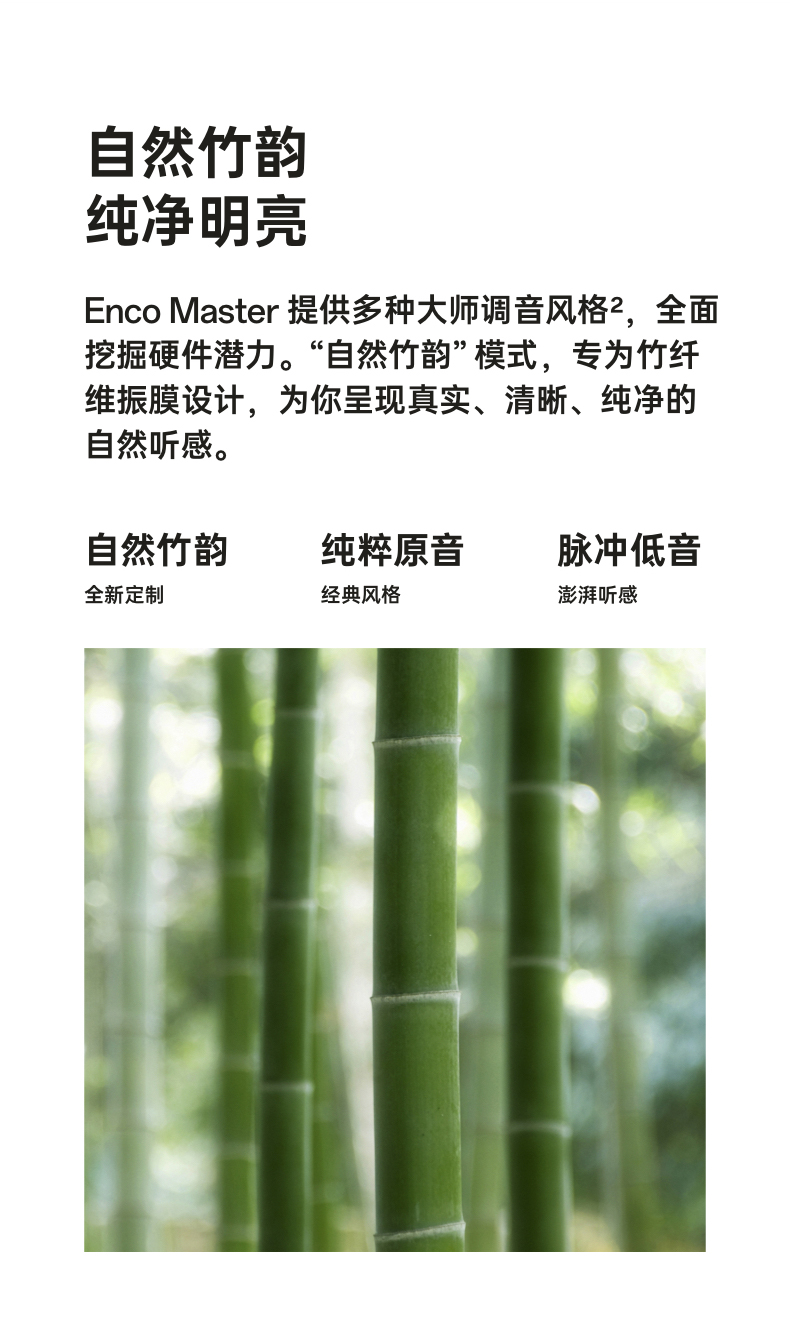 自然竹韵
纯净明亮
Enco Master 提供多种大师调音风格²，全面
挖掘硬件潜力。“自然竹韵” 模式，专为竹纤
维振膜设计，为你呈现真实、清晰、纯净的
自然听感。
自然竹韵 纯粹原音 脉冲低音
全新定制 经典风格 澎湃听感